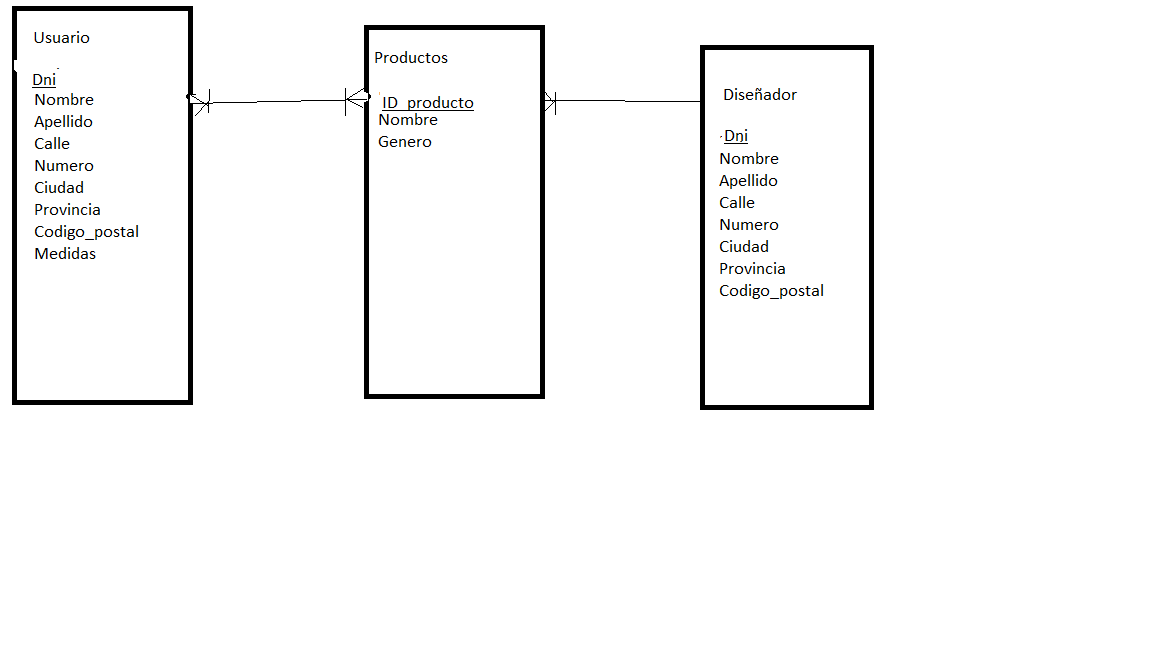 Usuario
Dni
Nombre
Apellido
Calle
Numero
Ciudad
Provincia
Codigo_postal
Medidas
Productos
ID_producto
Nombre
Genero
Diseñador
Dni
Nombre
Apellido
Calle
Numero
Ciudad
Provincia
Codigo_postal